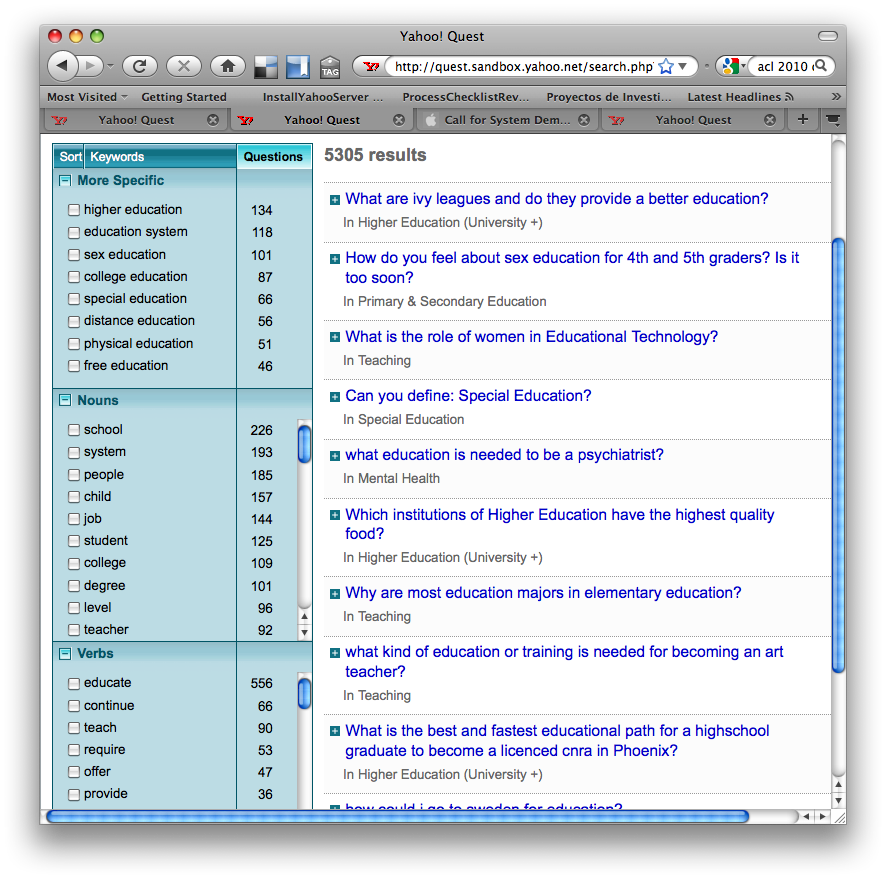 Yahoo! Quest
TAG
http://quest.sandbox.yahoo.net/search.php
acl 2010
Most Visited
Getting Started
InstallYahooServer ...
ProcessChecklistRev...
Proyectos de Investi...
Latest Headlines
Yahoo! Quest
Yahoo! Quest
Call for System Dem...
Yahoo! Quest
Sort Keywords Questions
More Specific
higher education 134
education system 118
sex education 101
college education 87
special education 66
distance education 56
physical education 51
free education 46
Nouns
school 226
system 193
people 185
child 157
job 144
student 125
college 109
degree 101
level 96
teacher 92
Verbs
educate 556
continue 66
teach 90
require 53
offer 47
provide 36
5305 results
What are ivy leagues and do they provide a better education?
In Higher Education (University +)
How do you feel about sex education for 4th and 5th graders? Is it
too soon?
In Primary & Secondary Education
What is the role of women in Educational Technology?
In Teaching
Can you define: Special Education?
In Special Education
what education is needed to be a psychiatrist?
In Mental Health
Which institutions of Higher Education have the highest quality
food?
In Higher Education (University +)
Why are most education majors in elementary education?
In Teaching
what kind of education or training is needed for becoming an art
teacher?
In Teaching
What is the best and fastest educational path for a highschool
graduate to become a licenced cnra in Phoenix?
In Higher Education (University +)
how could i go to sweden for education?